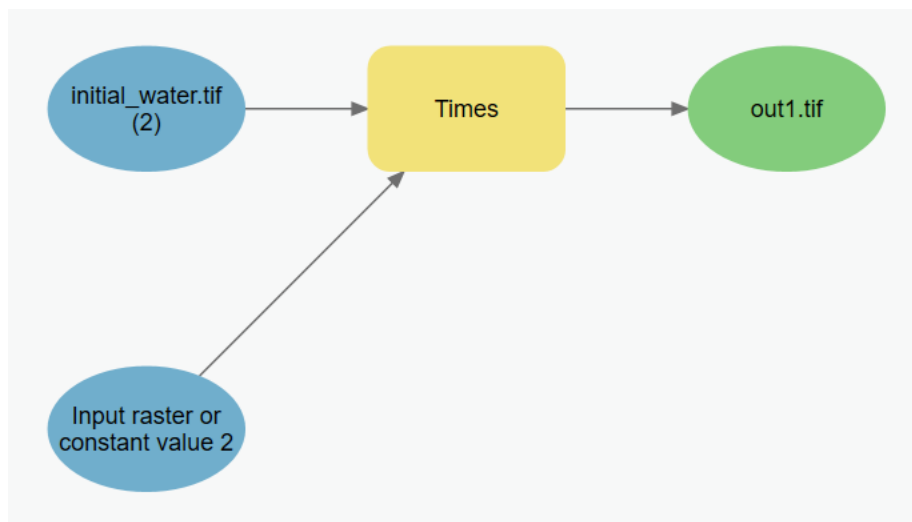 initial_water.tif
(2)
Times
out1.tif
Input raster or
constant value 2